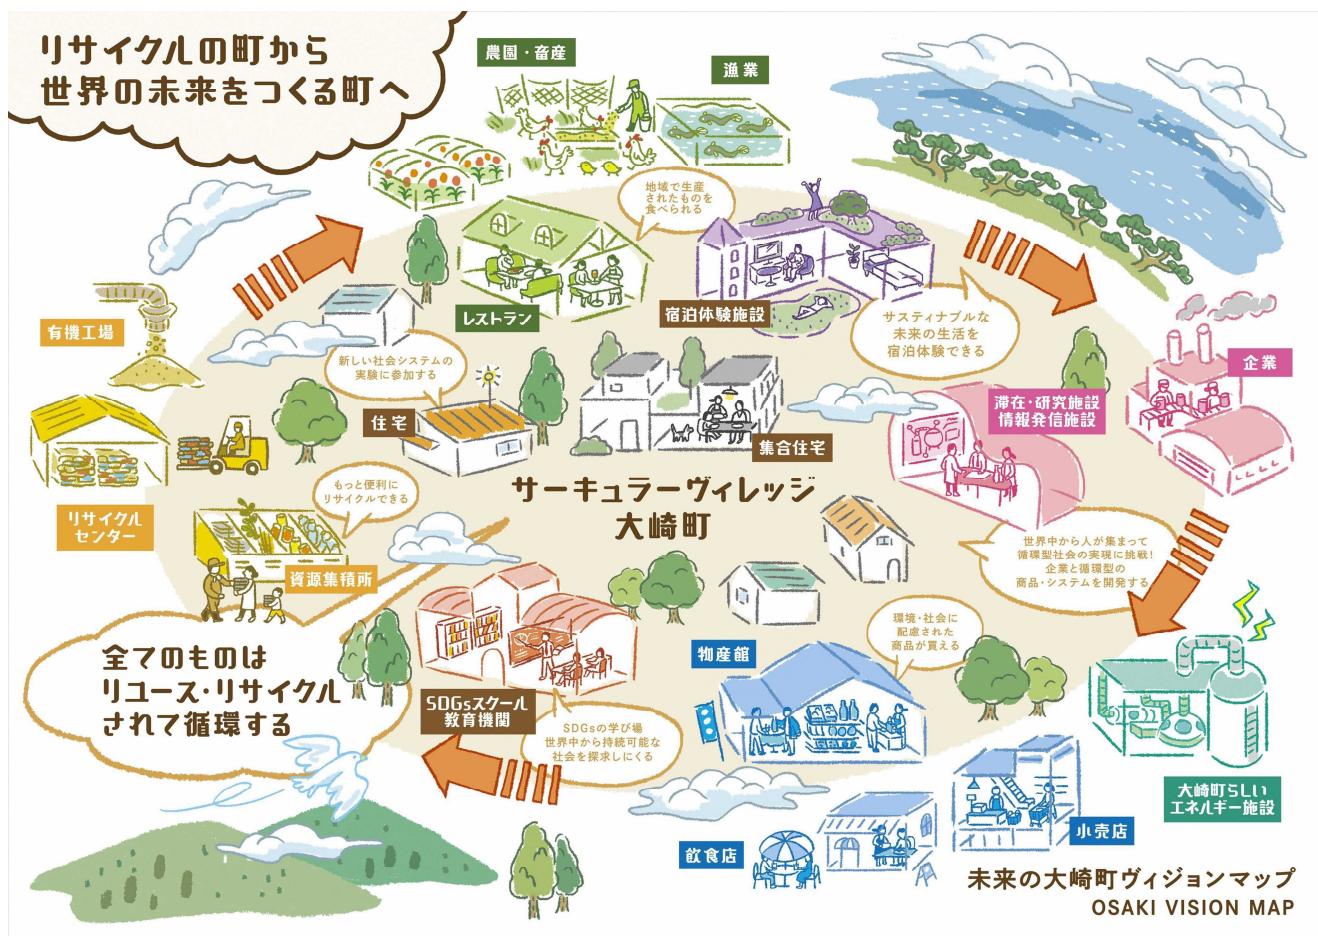 リサイクルの町から
世界の未来をつくる町へ
農園・畜産
漁業
地域で生産
されたものを
食べられる
レストラン
宿泊体験施設
サスティナブルな
未来の生活を
宿泊体験できる
有機工場
新しい社会システムの
実験に参加する
住宅
集合住宅
滞在・研究施設
情報発信施設
企業
リサイクル
センター
もっと便利に
リサイクルできる
資源集積所
サーキュラーヴィレッジ
大崎町
世界中から人が集まって
循環型社会の実現に挑戦!
企業と循環型の
商品・システムを開発する
全てのものは
リユース・リサイクル
されて循環する
SDGsスクール
教育機関
SDGsの学び場
世界中から持続可能な
社会を探求しにくる
物産館
環境・社会に
配慮された
商品が買える
大崎町らしい
エネルギー施設
飲食店
小売店
未来の大崎町ヴィジョンマップ
OSAKI VISION MAP